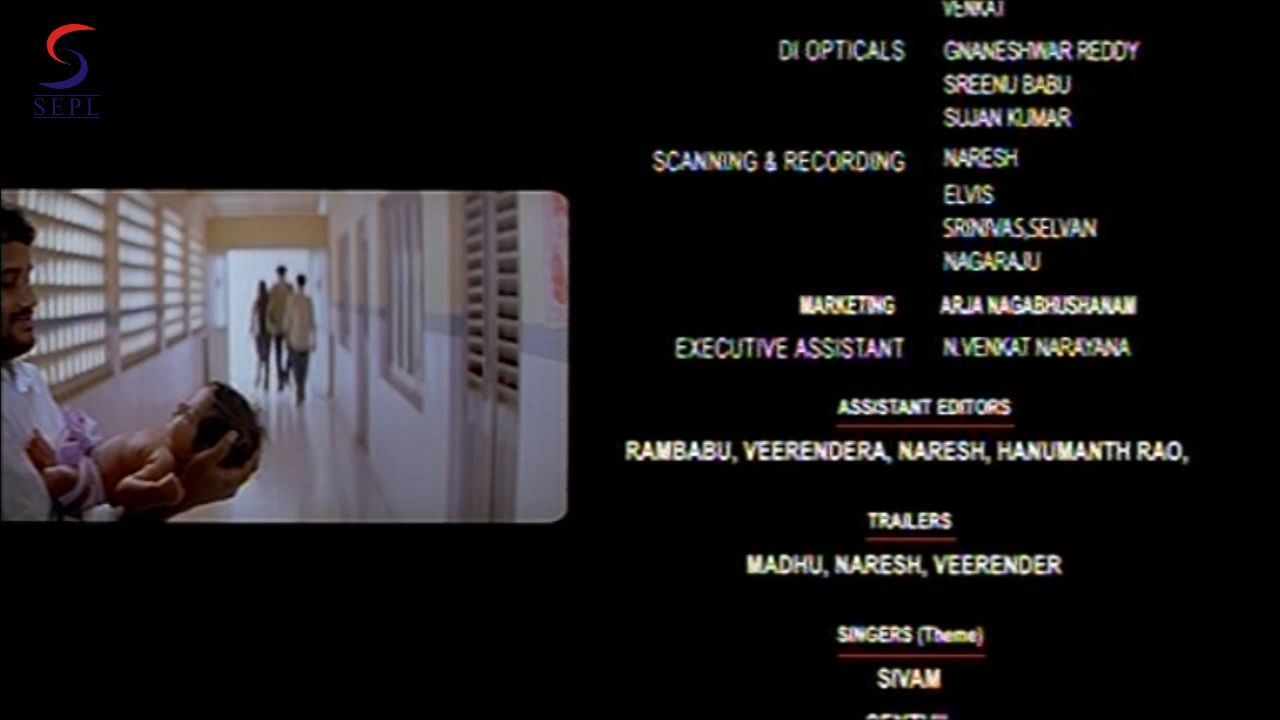 SEPL
VENKAT
DI OPTICALS GNANESHWAR REDDY
SREENU BABU
SUJAN KUMAR
SCANNING & RECORDING NARESH
ELVIS
SRINIVAS,SELVAN
NAGARAJU
MARKETING ARJA NAGABHUSHANAM
EXECUTIVE ASSISTANT N.VENKAT NARAYANA
ASSISTANT EDITORS
RAMBABU, VEERENDERA, NARESH, HANUMANTH RAO,
TRAILERS
MADHU, NARESH, VEERENDER
SINGERS (Theme)
SIVAM